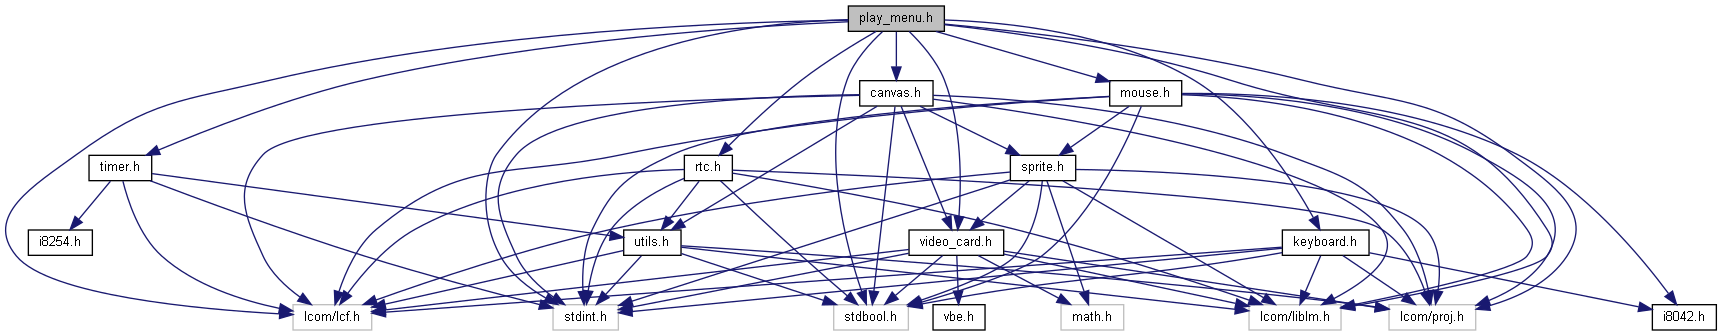 play_menu.h
canvas.h
mouse.h
timer.h
rtc.h
sprite.h
i8254.h
utils.h
video_card.h
keyboard.h
lcom/lcf.h
stdint.h
stdbool.h
vbe.h
math.h
lcom/liblm.h
lcom/proj.h
i8042.h